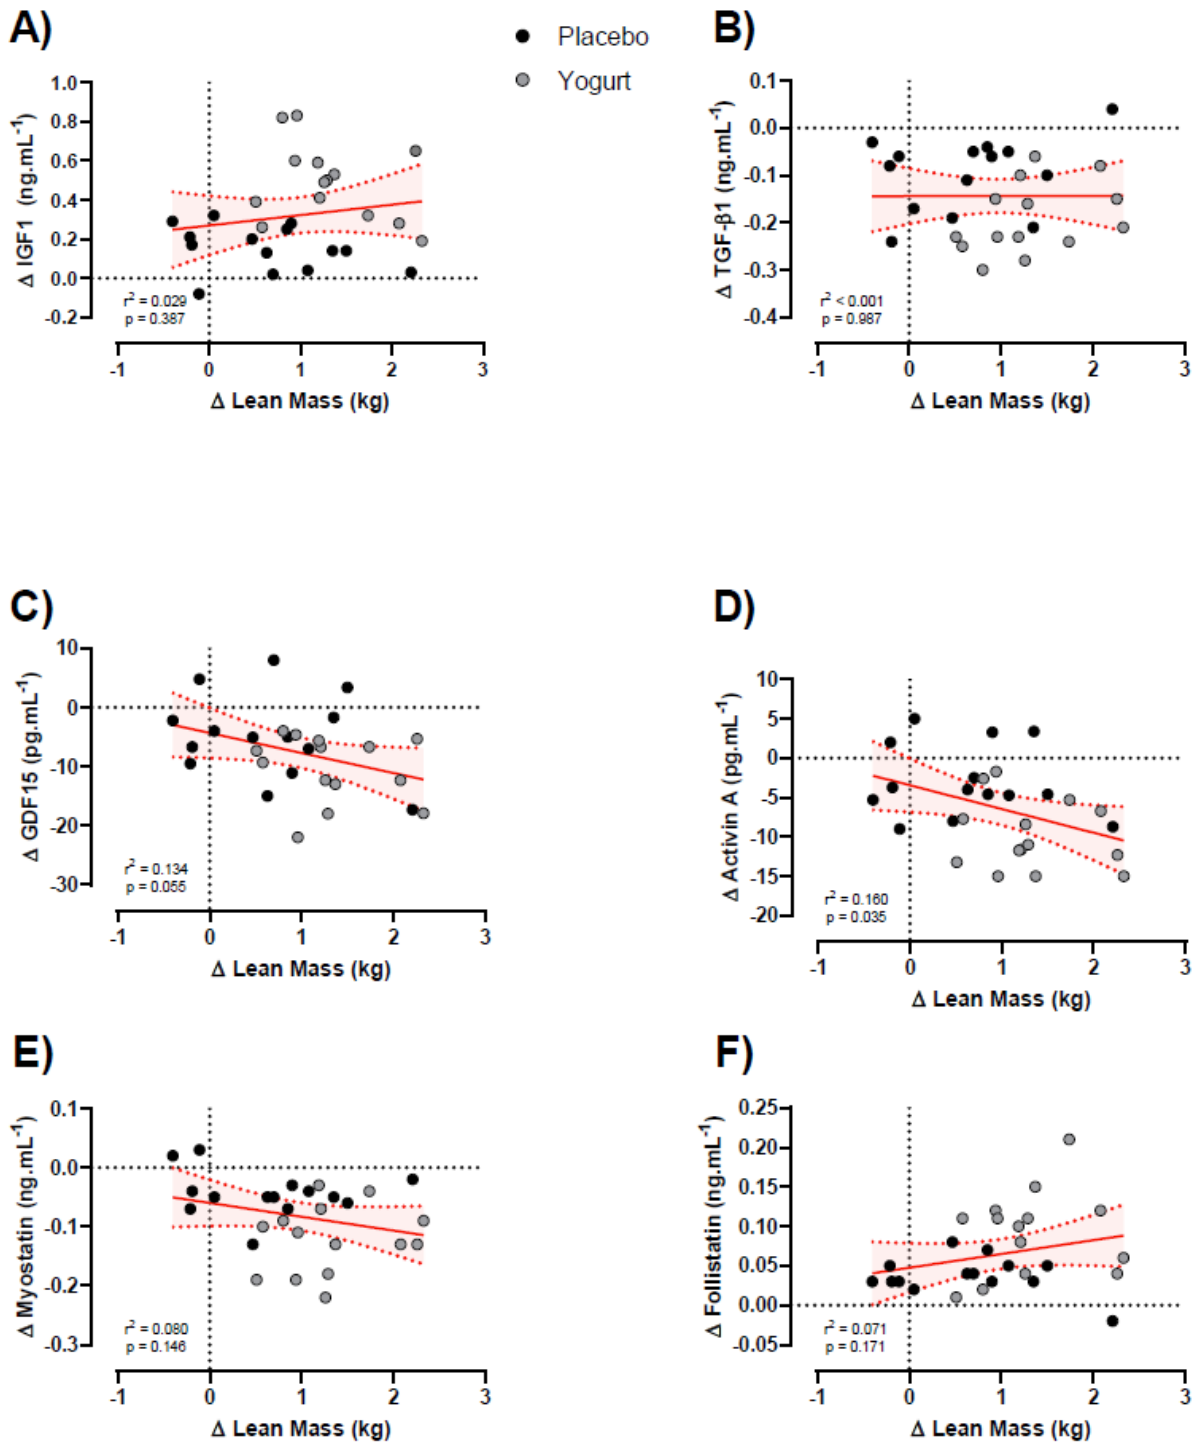 A)
Placebo
Yogurt
B)
Δ IGF1 (ng.mL⁻¹)
1.0
0.8
0.6
0.4
0.2
0.0
-0.2
r² = 0.029
p = 0.387
-1 0 1 2 3
Δ Lean Mass (kg)
Δ TGF-β1 (ng.mL⁻¹)
0.1
0.0
-0.1
-0.2
-0.3
-0.4
r² < 0.001
p = 0.987
-1 0 1 2 3
Δ Lean Mass (kg)
C)
Δ GDF15 (pg.mL⁻¹)
10
0
-10
-20
-30
r² = 0.134
p = 0.055
-1 0 1 2 3
Δ Lean Mass (kg)
D)
Δ Activin A (pg.mL⁻¹)
10
5
0
-5
-10
-15
-20
r² = 0.160
p = 0.035
-1 0 1 2 3
Δ Lean Mass (kg)
E)
Δ Myostatin (ng.mL⁻¹)
0.1
0.0
-0.1
-0.2
-0.3
r² = 0.080
p = 0.146
-1 0 1 2 3
Δ Lean Mass (kg)
F)
Δ Follistatin (ng.mL⁻¹)
0.25
0.20
0.15
0.10
0.05
0.00
-0.05
r² = 0.071
p = 0.171
-1 0 1 2 3
Δ Lean Mass (kg)